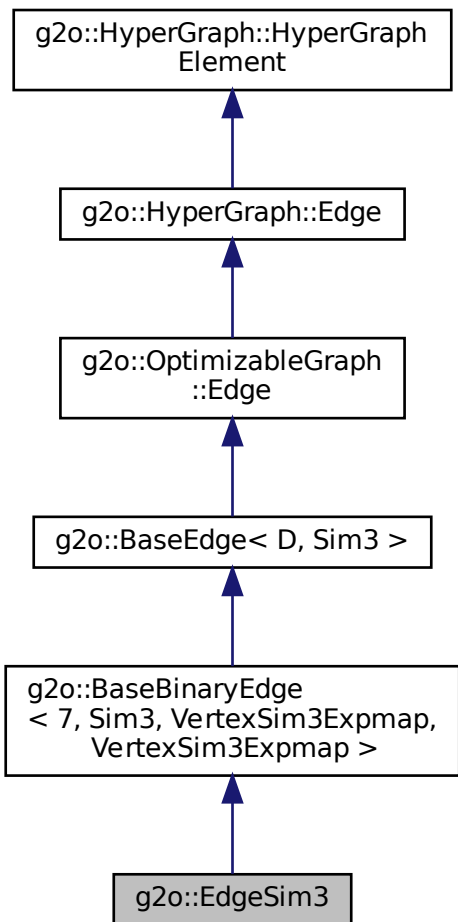 g2o::HyperGraph::HyperGraph
Element
g2o::HyperGraph::Edge
g2o::OptimizableGraph
::Edge
g2o::BaseEdge< D, Sim3 >
g2o::BaseBinaryEdge
< 7, Sim3, VertexSim3Expmap,
VertexSim3Expmap >
g2o::EdgeSim3